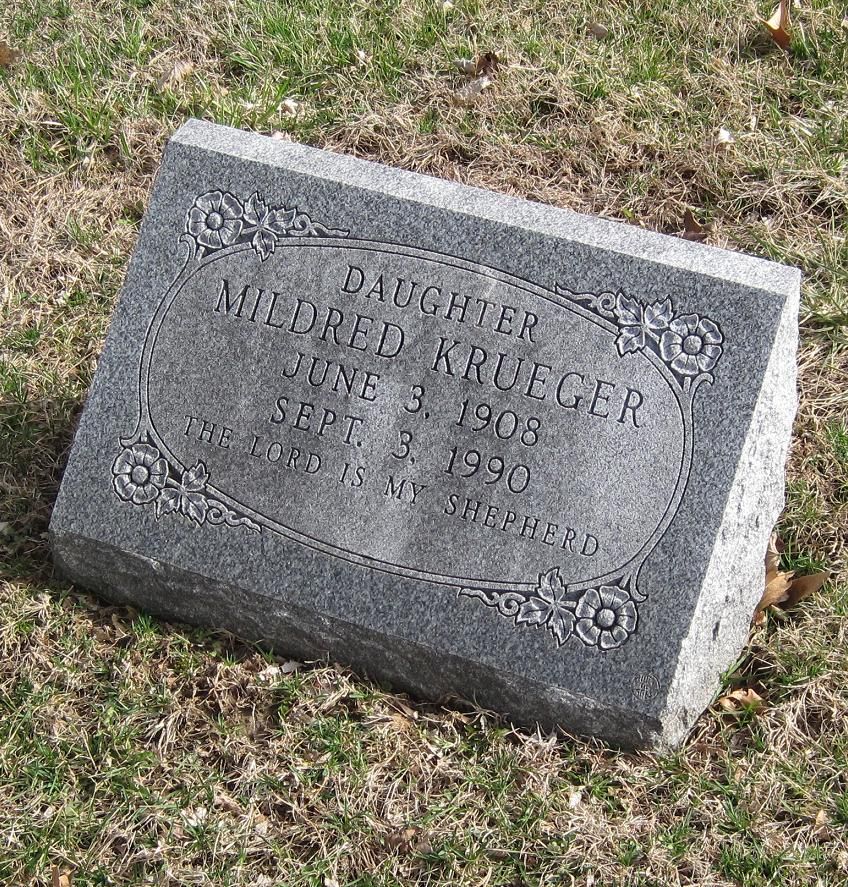 DAUGHTER
MILDRED KRUEGER
JUNE 3, 1908
SEPT. 3, 1990
THE LORD IS MY SHEPHERD